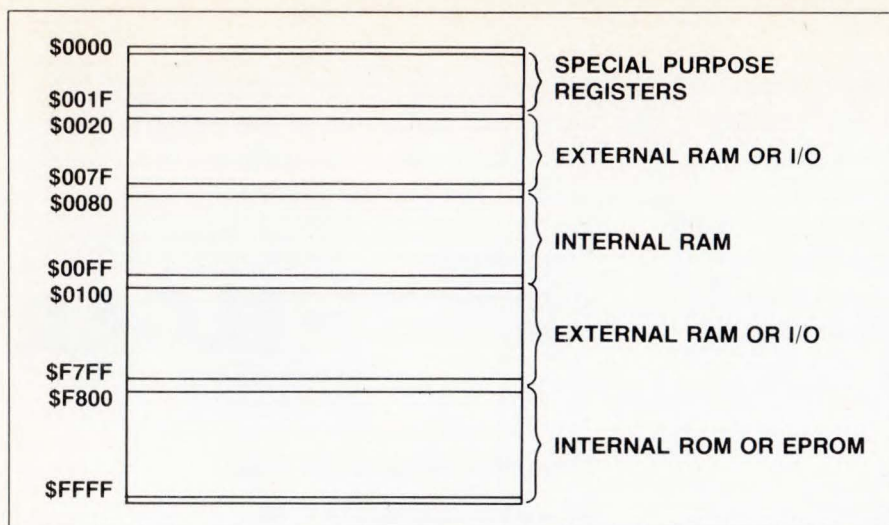 $0000
SPECIAL PURPOSE
REGISTERS
$001F
$0020
EXTERNAL RAM OR I/O
$007F
$0080
INTERNAL RAM
$00FF
$0100
EXTERNAL RAM OR I/O
$F7FF
$F800
INTERNAL ROM OR EPROM
$FFFF